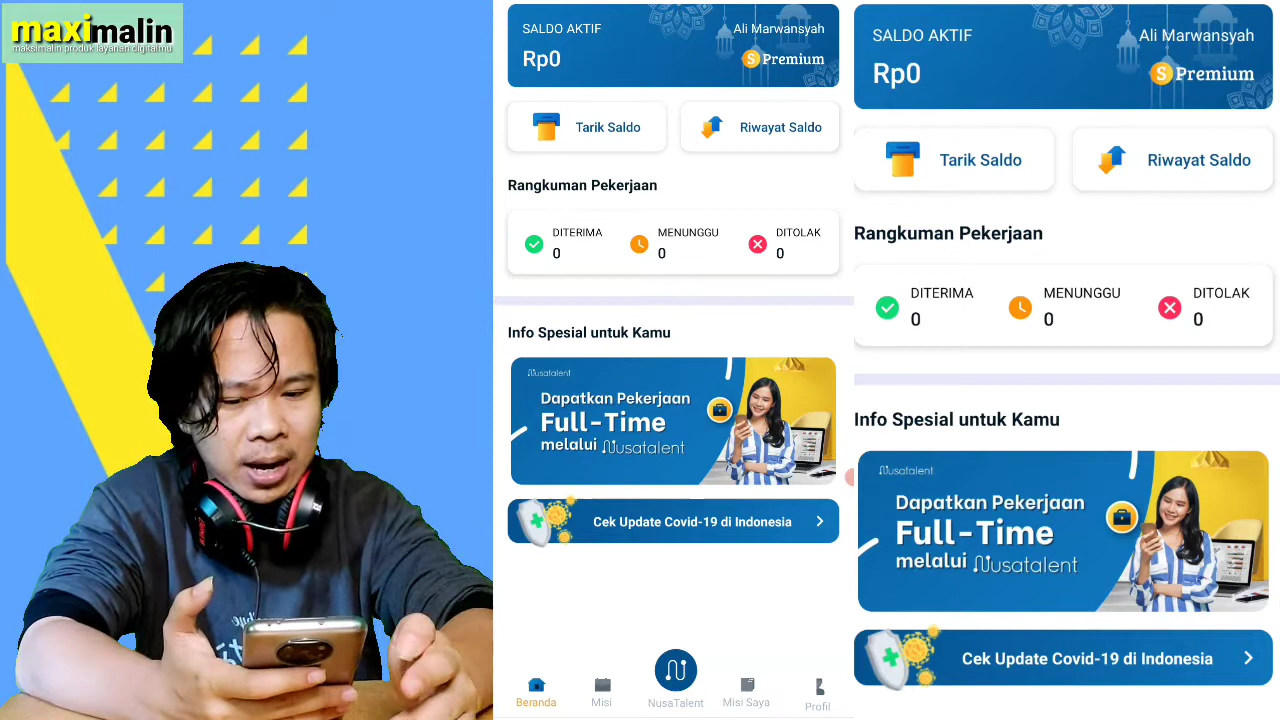 maximalin
maksimalin produk layanan digitalmu
SALDO AKTIF
Ali Marwansyah
Rp0
S Premium
Tarik Saldo
Riwayat Saldo
Rangkuman Pekerjaan
DITERIMA
0
MENUNGGU
0
DITOLAK
0
Info Spesial untuk Kamu
Nusatalent
Dapatkan Pekerjaan
Full-Time
melalui Nusatalent
Cek Update Covid-19 di Indonesia
Beranda
Misi
NusaTalent
Misi Saya
Profil
SALDO AKTIF
Ali Marwansyah
Rp0
S Premium
Tarik Saldo
Riwayat Saldo
Rangkuman Pekerjaan
DITERIMA
0
MENUNGGU
0
DITOLAK
0
Info Spesial untuk Kamu
Nusatalent
Dapatkan Pekerjaan
Full-Time
melalui Nusatalent
Cek Update Covid-19 di Indonesia